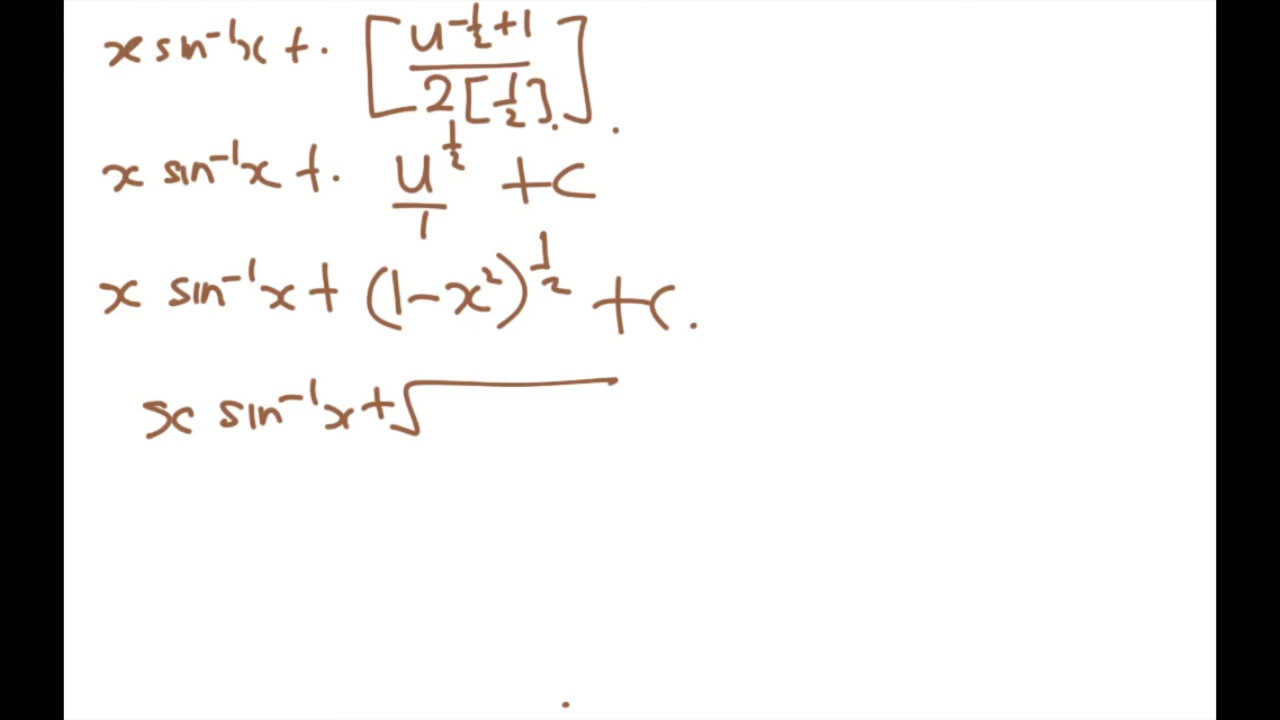 x sin⁻¹x + . [u^(-1/2+1) / 2[1/2].] .
x sin⁻¹x + . u^(1/2)/1 + c
x sin⁻¹x + (1-x²)^(1/2) + c.
x sin⁻¹x + √